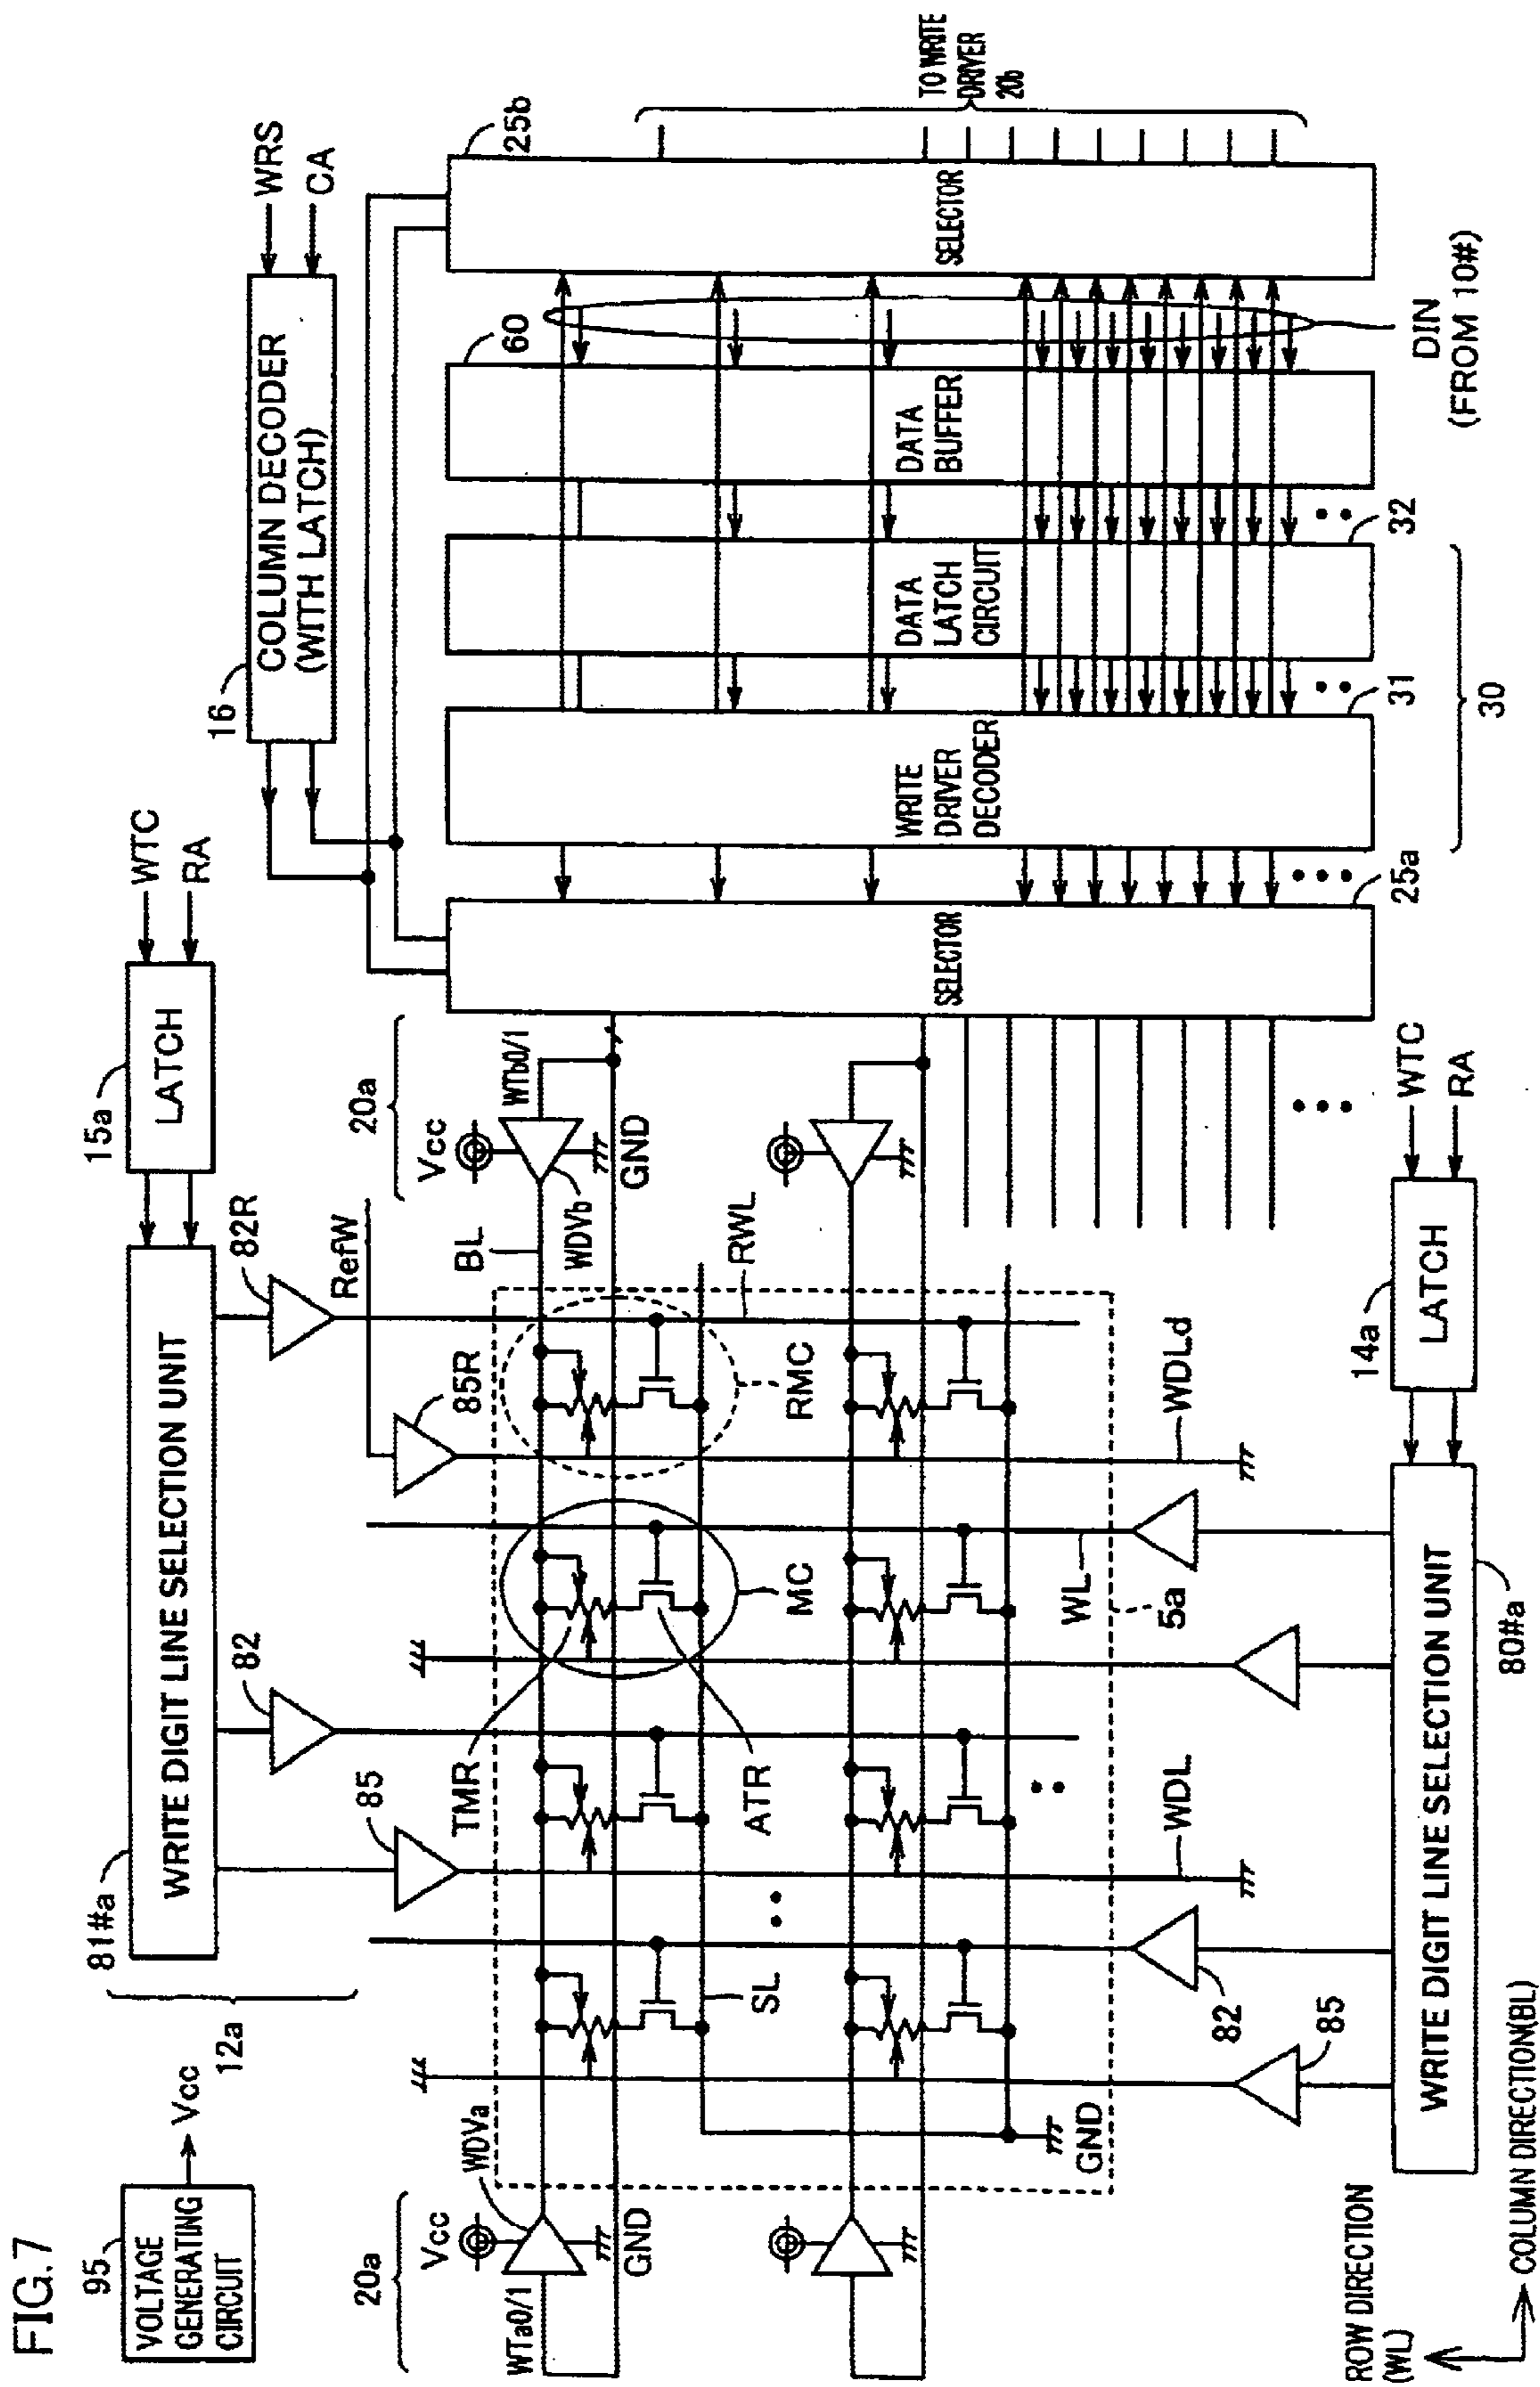 FIG.7
95
VOLTAGE
GENERATING
CIRCUIT
Vcc
12a
81#a
WRITE DIGIT LINE SELECTION UNIT
15a
LATCH
WTC
RA
16
COLUMN DECODER
(WITH LATCH)
WRS
CA
85
82
82R
RefW
85R
20a
Vcc
WDVa
WTa0/1
GND
20a
Vcc
WTb0/1
WDVb
GND
BL
TMR
ATR
MC
RMC
RWL
SL
WDL
WL
WDLd
5a
GND
82
85
80#a
WRITE DIGIT LINE SELECTION UNIT
14a
LATCH
WTC
RA
SELECTOR
25a
WRITE
DRIVER
DECODER
31
DATA
LATCH
CIRCUIT
32
30
DATA
BUFFER
60
SELECTOR
25b
TO WRITE
DRIVER
20b
DIN
(FROM 10#)
ROW DIRECTION
(WL)
COLUMN DIRECTION(BL)